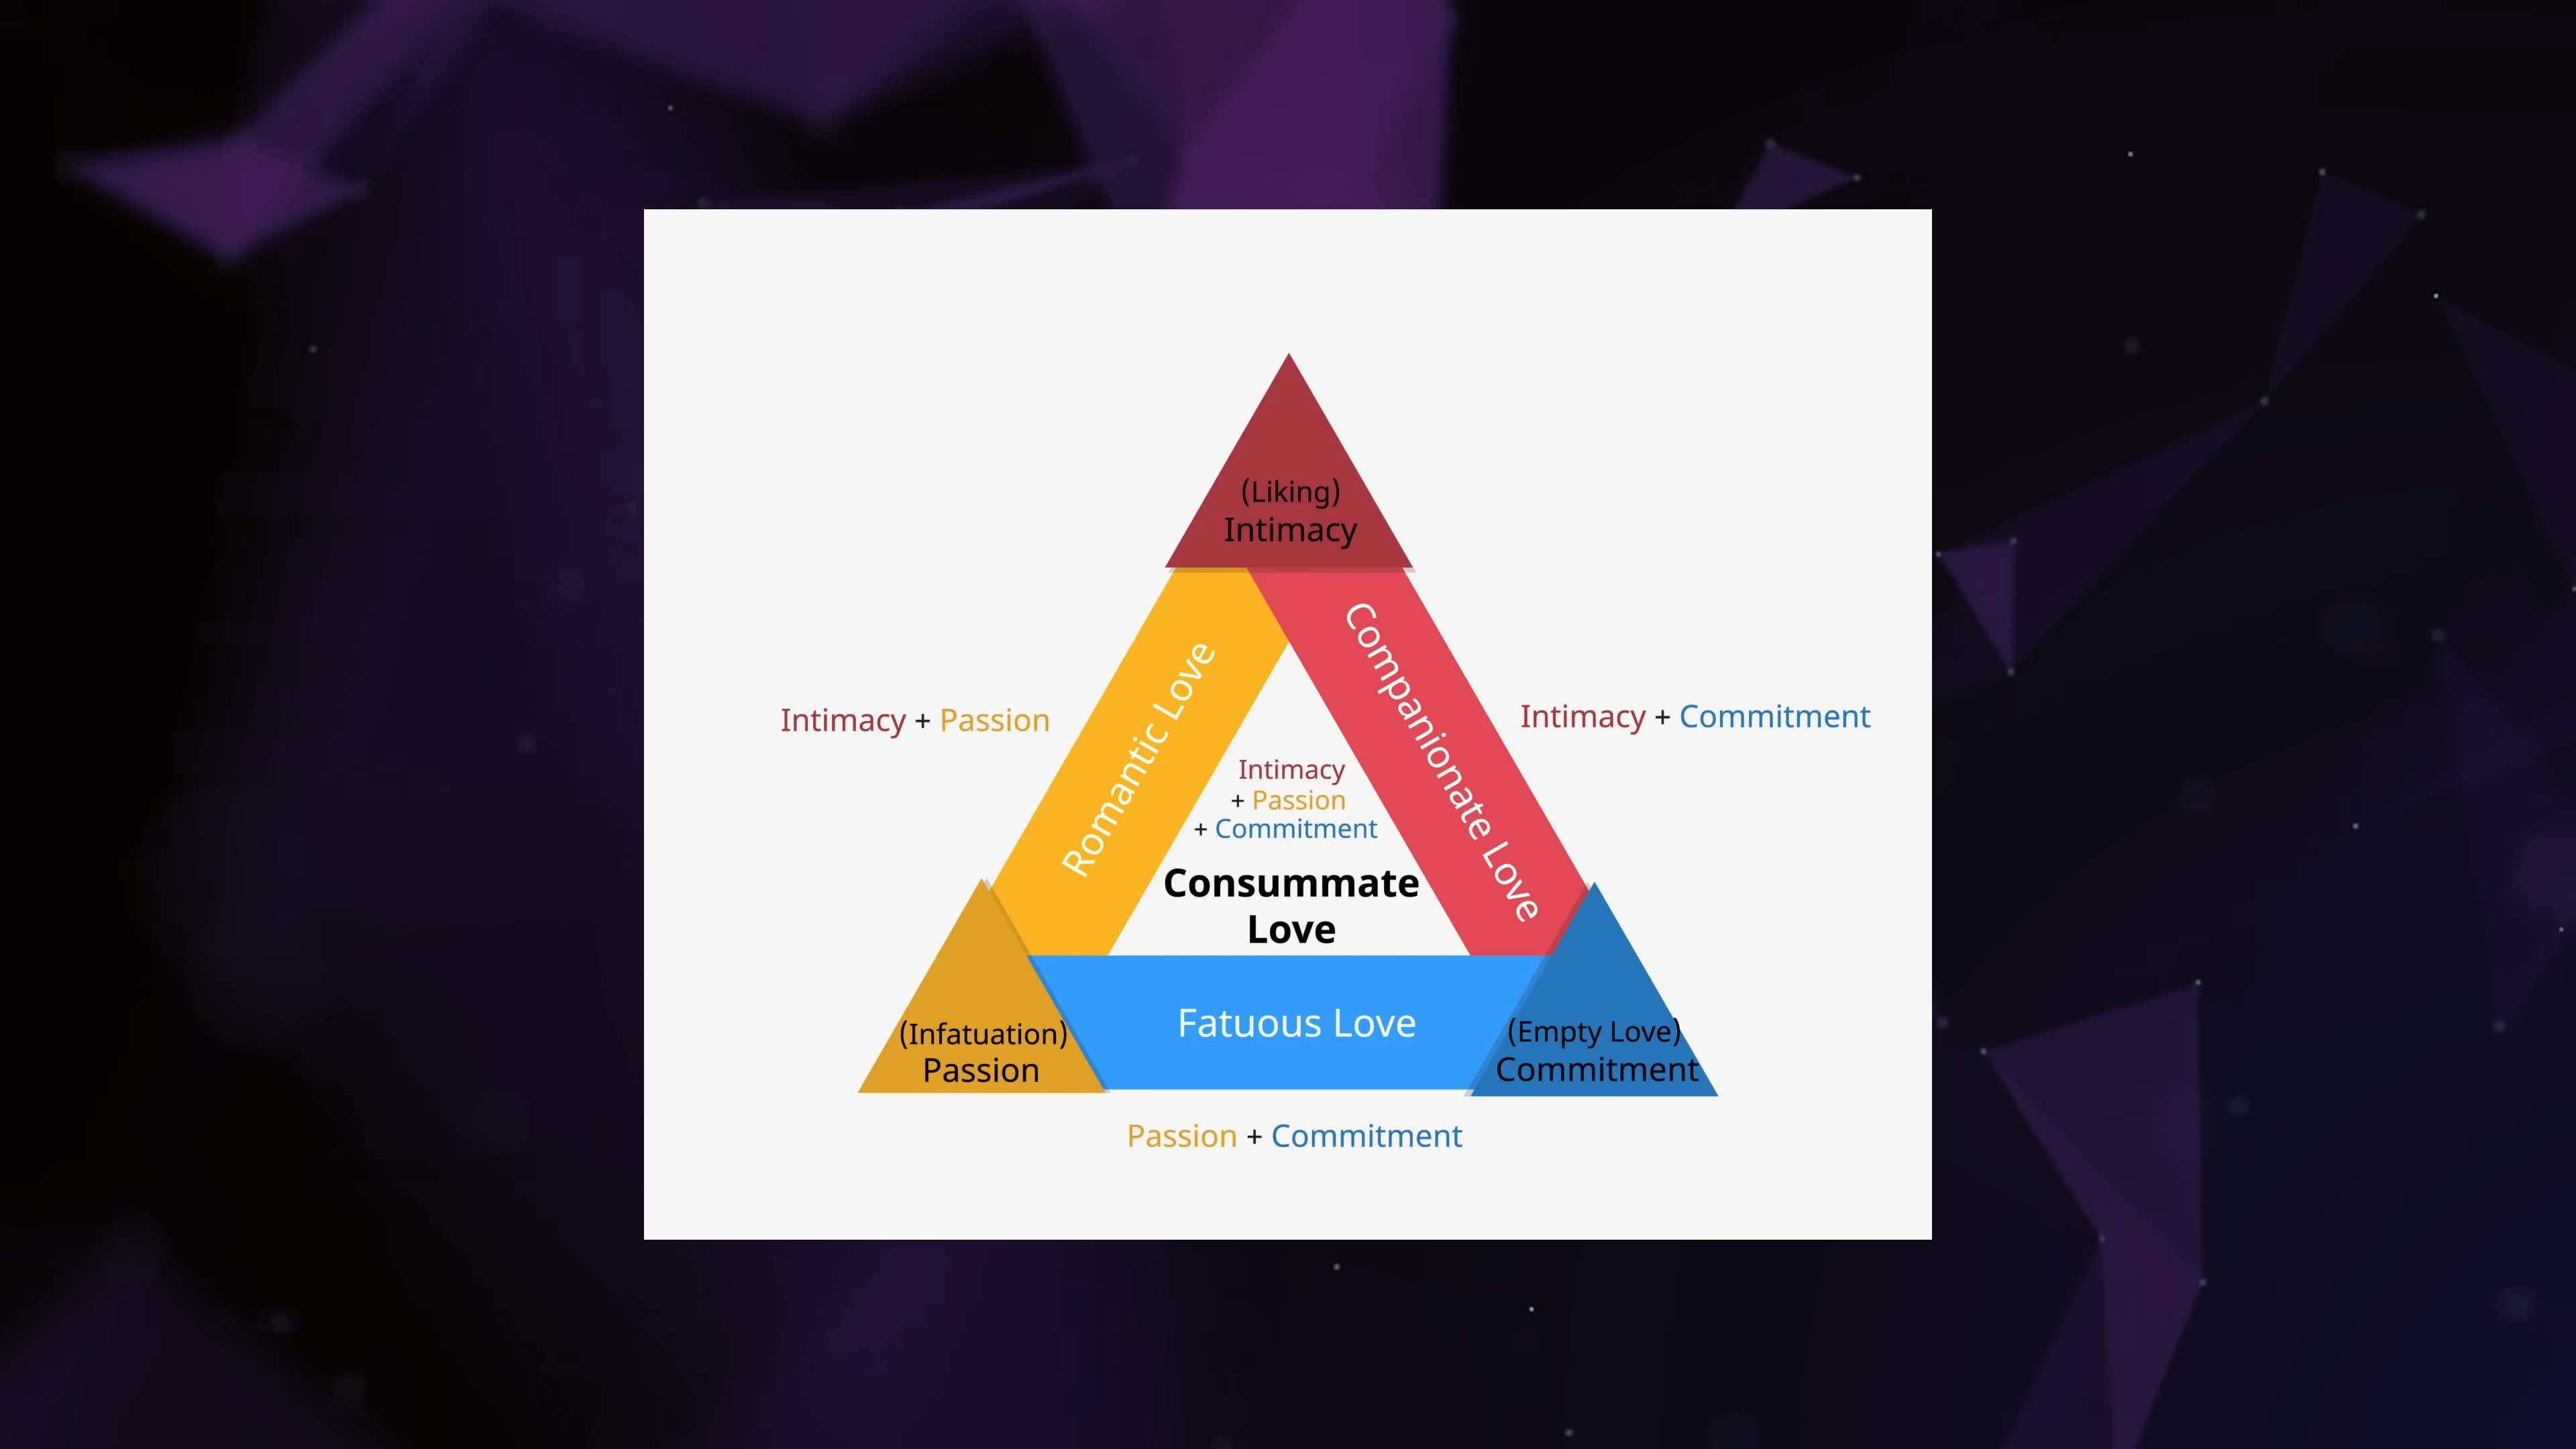 (Liking)
Intimacy
Romantic Love
Companionate Love
Intimacy + Passion
Intimacy + Commitment
Intimacy
+ Passion
+ Commitment
Consummate
Love
(Infatuation)
Passion
Fatuous Love
(Empty Love)
Commitment
Passion + Commitment